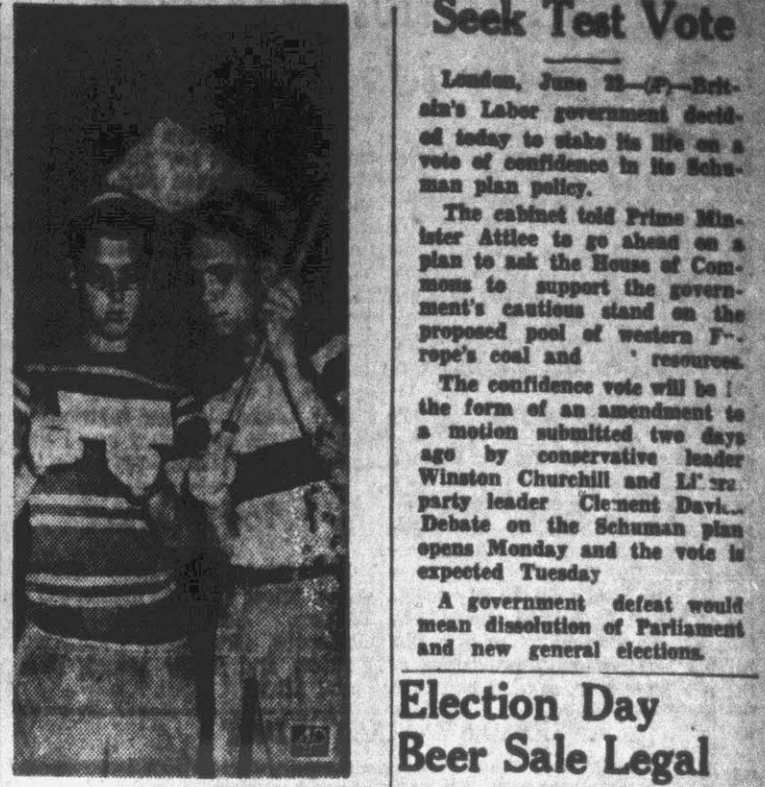 Seek Test Vote
London, June 22—(AP)—Brit-
ain's Labor government decid-
ed today to stake its life on a
vote of confidence in its Schu-
man plan policy.
The cabinet told Prime Min-
ister Attlee to go ahead on a
plan to ask the House of Com-
mons to support the govern-
ment's cautious stand on the
proposed pool of western
rope's coal and resources.
The confidence vote will be
the form of an amendment to
a motion submitted two days
ago by conservative leader
Winston Churchill and
party leader Clement
Debate on the Schuman plan
opens Monday and the vote is
expected Tuesday
A government defeat would
mean dissolution of Parliament
and new general elections.
Election Day
Beer Sale Legal